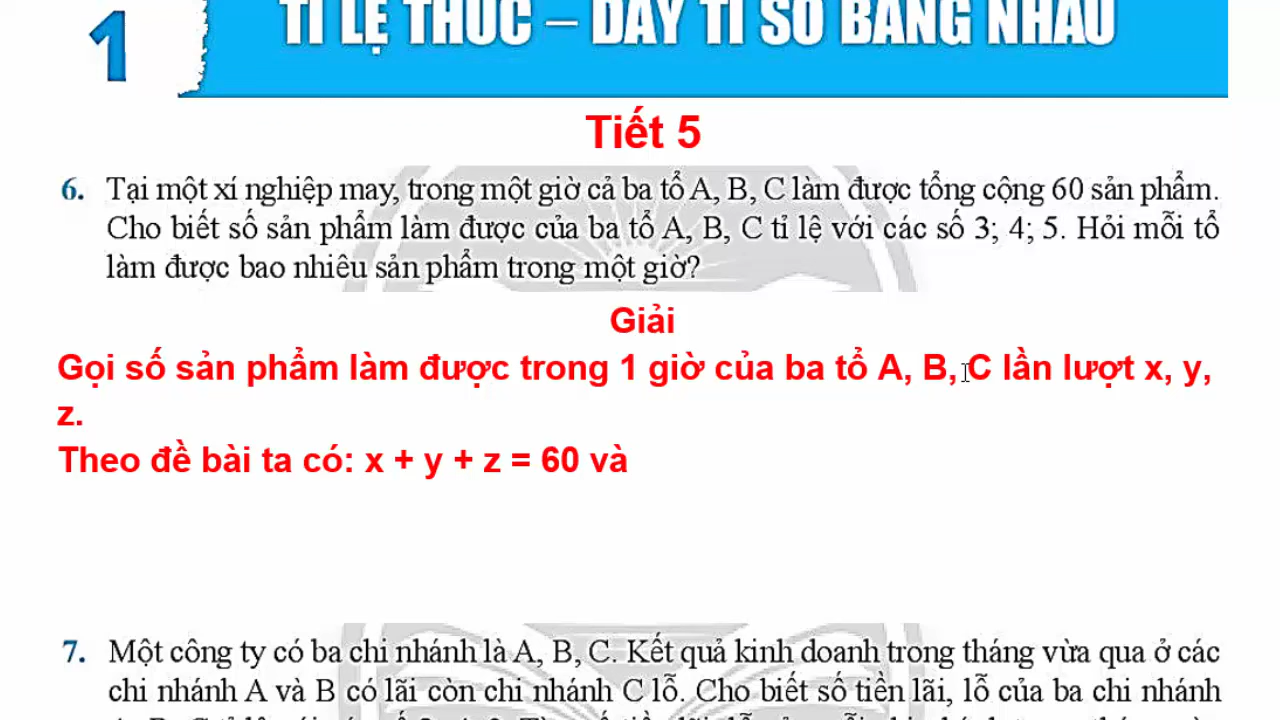 1
TỈ LỆ THỨC – DÃY TỈ SỐ BẰNG NHAU
Tiết 5
6. Tại một xí nghiệp may, trong một giờ cả ba tổ A, B, C làm được tổng cộng 60 sản phẩm.
Cho biết số sản phẩm làm được của ba tổ A, B, C tỉ lệ với các số 3; 4; 5. Hỏi mỗi tổ
làm được bao nhiêu sản phẩm trong một giờ?
Giải
Gọi số sản phẩm làm được trong 1 giờ của ba tổ A, B, C lần lượt x, y,
z.
Theo đề bài ta có: x + y + z = 60 và
7. Một công ty có ba chi nhánh là A, B, C. Kết quả kinh doanh trong tháng vừa qua ở các
chi nhánh A và B có lãi còn chi nhánh C lỗ. Cho biết số tiền lãi, lỗ của ba chi nhánh